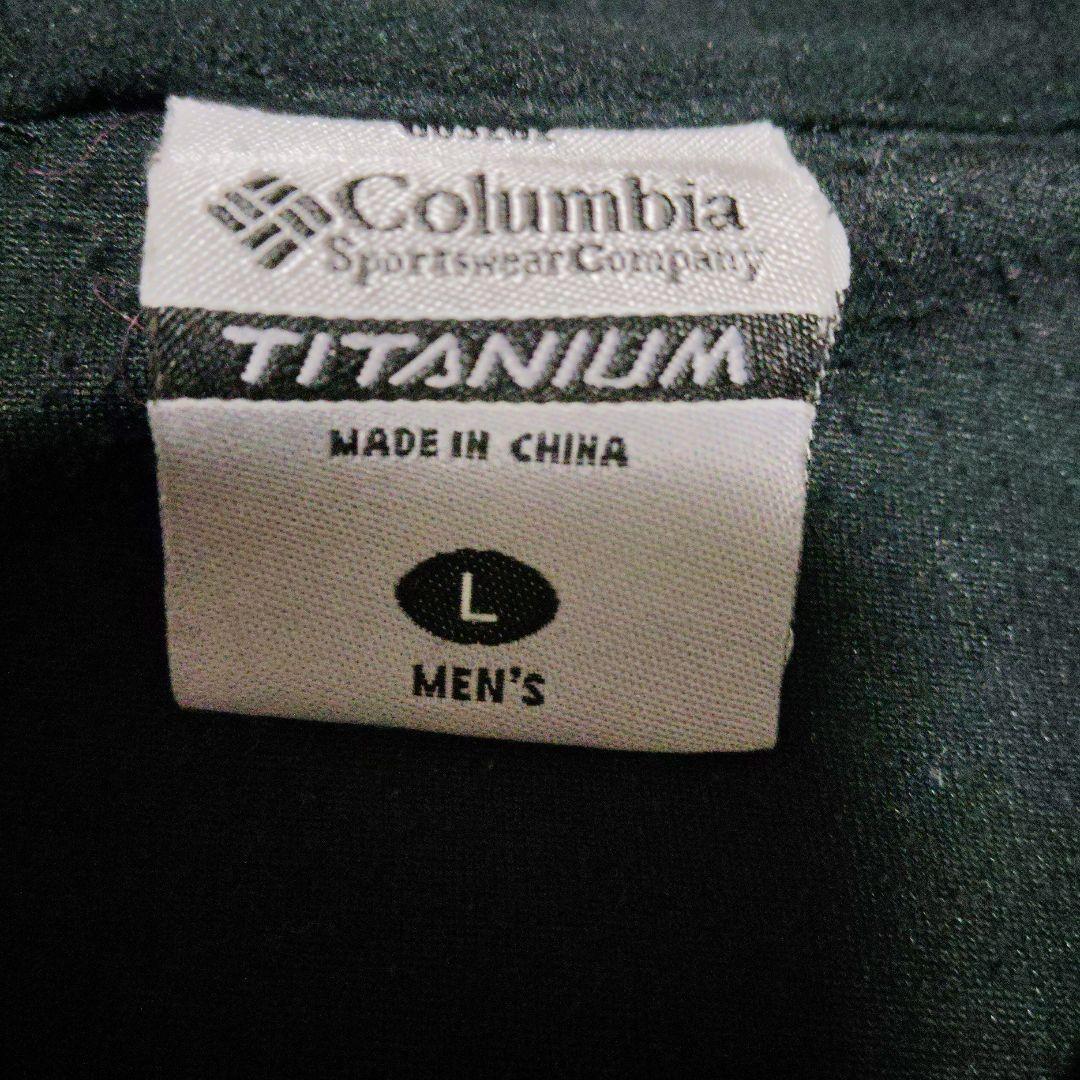 Columbia
Sportswear Company
TITANIUM
MADE IN CHINA
L
MEN'S